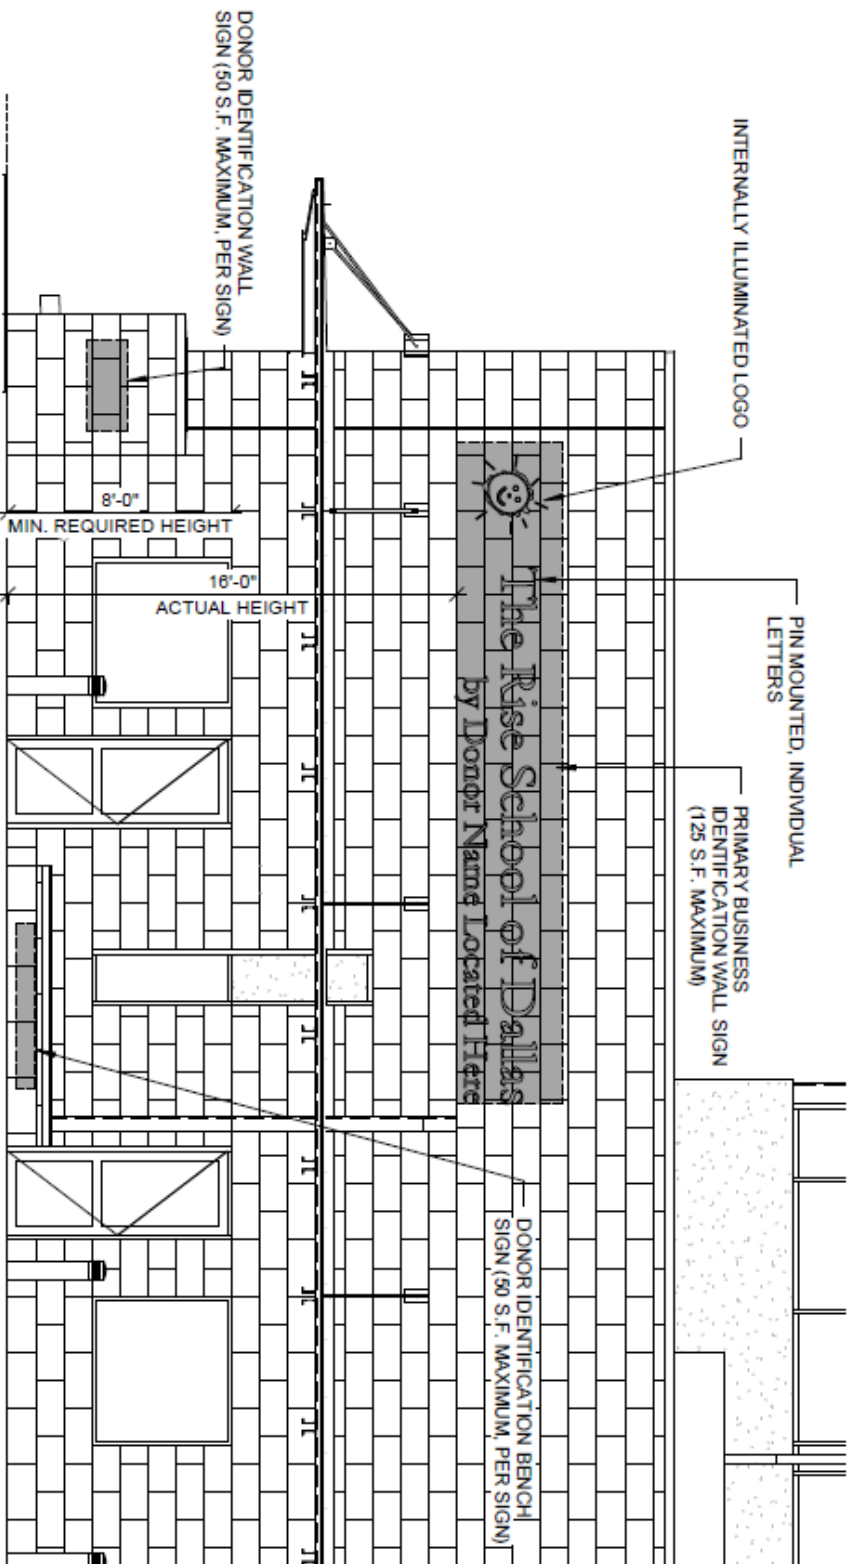 INTERNALLY ILLUMINATED LOGO
PIN MOUNTED, INDIVIDUAL
LETTERS
PRIMARY BUSINESS
IDENTIFICATION WALL SIGN
(125 S.F. MAXIMUM)
DONOR IDENTIFICATION WALL
SIGN (50 S.F. MAXIMUM, PER SIGN)
The Rise School of Dallas
by Donor Name Located Here
8'-0"
MIN. REQUIRED HEIGHT
16'-0"
ACTUAL HEIGHT
DONOR IDENTIFICATION BENCH
SIGN (50 S.F. MAXIMUM, PER SIGN)